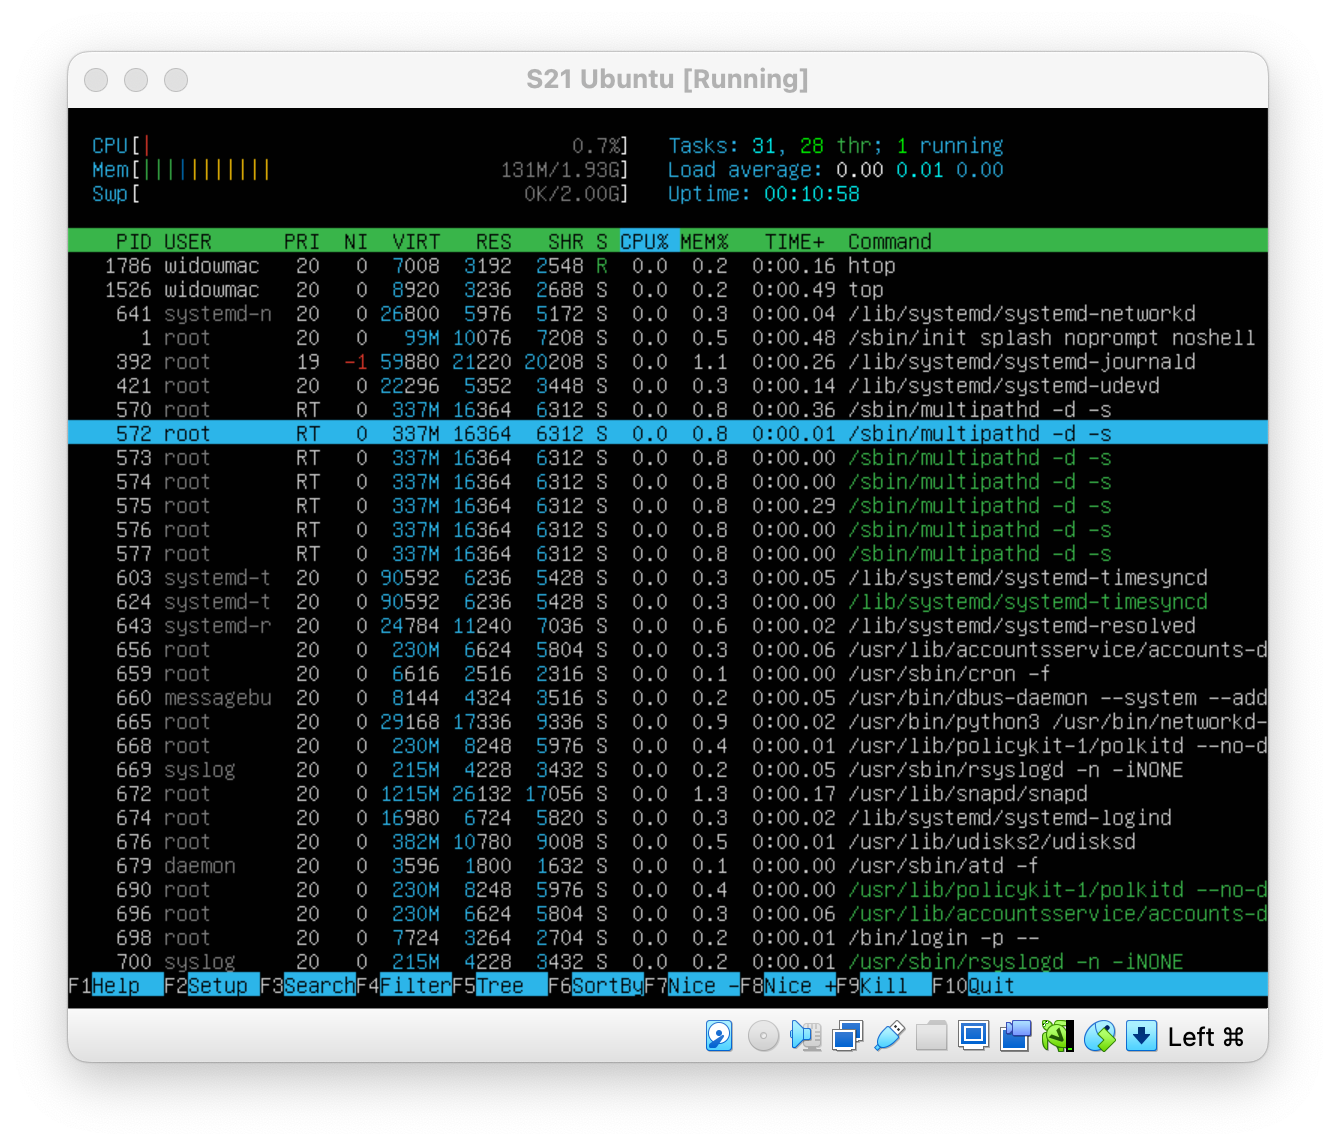 S21 Ubuntu [Running]
CPU[| 0.7%] Tasks: 31, 28 thr; 1 running
Mem[||||||||||| 131M/1.93G] Load average: 0.00 0.01 0.00
Swp[ 0K/2.00G] Uptime: 00:10:58
PID USER PRI NI VIRT RES SHR S CPU% MEM% TIME+ Command
1786 widowmac 20 0 7008 3192 2548 R 0.0 0.2 0:00.16 htop
1526 widowmac 20 0 8920 3236 2688 S 0.0 0.2 0:00.49 top
641 systemd-n 20 0 26800 5976 5172 S 0.0 0.3 0:00.04 /lib/systemd/systemd-networkd
1 root 20 0 99M 10076 7208 S 0.0 0.5 0:00.48 /sbin/init splash noprompt noshell
392 root 19 -1 59880 21220 20208 S 0.0 1.1 0:00.26 /lib/systemd/systemd-journald
421 root 20 0 22296 5352 3448 S 0.0 0.3 0:00.14 /lib/systemd/systemd-udevd
570 root RT 0 337M 16364 6312 S 0.0 0.8 0:00.36 /sbin/multipathd -d -s
572 root RT 0 337M 16364 6312 S 0.0 0.8 0:00.01 /sbin/multipathd -d -s
573 root RT 0 337M 16364 6312 S 0.0 0.8 0:00.00 /sbin/multipathd -d -s
574 root RT 0 337M 16364 6312 S 0.0 0.8 0:00.00 /sbin/multipathd -d -s
575 root RT 0 337M 16364 6312 S 0.0 0.8 0:00.29 /sbin/multipathd -d -s
576 root RT 0 337M 16364 6312 S 0.0 0.8 0:00.00 /sbin/multipathd -d -s
577 root RT 0 337M 16364 6312 S 0.0 0.8 0:00.00 /sbin/multipathd -d -s
603 systemd-t 20 0 90592 6236 5428 S 0.0 0.3 0:00.05 /lib/systemd/systemd-timesyncd
624 systemd-t 20 0 90592 6236 5428 S 0.0 0.3 0:00.00 /lib/systemd/systemd-timesyncd
643 systemd-r 20 0 24784 11240 7036 S 0.0 0.6 0:00.02 /lib/systemd/systemd-resolved
656 root 20 0 230M 6624 5804 S 0.0 0.3 0:00.06 /usr/lib/accountsservice/accounts-d
659 root 20 0 6616 2516 2316 S 0.0 0.1 0:00.00 /usr/sbin/cron -f
660 messagebu 20 0 8144 4324 3516 S 0.0 0.2 0:00.05 /usr/bin/dbus-daemon --system --add
665 root 20 0 29168 17336 9336 S 0.0 0.9 0:00.02 /usr/bin/python3 /usr/bin/networkd-
668 root 20 0 230M 8248 5976 S 0.0 0.4 0:00.01 /usr/lib/policykit-1/polkitd --no-d
669 syslog 20 0 215M 4228 3432 S 0.0 0.2 0:00.05 /usr/sbin/rsyslogd -n -iNONE
672 root 20 0 1215M 26132 17056 S 0.0 1.3 0:00.17 /usr/lib/snapd/snapd
674 root 20 0 16980 6724 5820 S 0.0 0.3 0:00.02 /lib/systemd/systemd-logind
676 root 20 0 382M 10780 9008 S 0.0 0.5 0:00.01 /usr/lib/udisks2/udisksd
679 daemon 20 0 3596 1800 1632 S 0.0 0.1 0:00.00 /usr/sbin/atd -f
690 root 20 0 230M 8248 5976 S 0.0 0.4 0:00.00 /usr/lib/policykit-1/polkitd --no-d
696 root 20 0 230M 6624 5804 S 0.0 0.3 0:00.06 /usr/lib/accountsservice/accounts-d
698 root 20 0 7724 3264 2704 S 0.0 0.2 0:00.01 /bin/login -p --
700 syslog 20 0 215M 4228 3432 S 0.0 0.2 0:00.01 /usr/sbin/rsyslogd -n -iNONE
F1Help F2Setup F3SearchF4FilterF5Tree F6SortByF7Nice -F8Nice +F9Kill F10Quit
Left ⌘